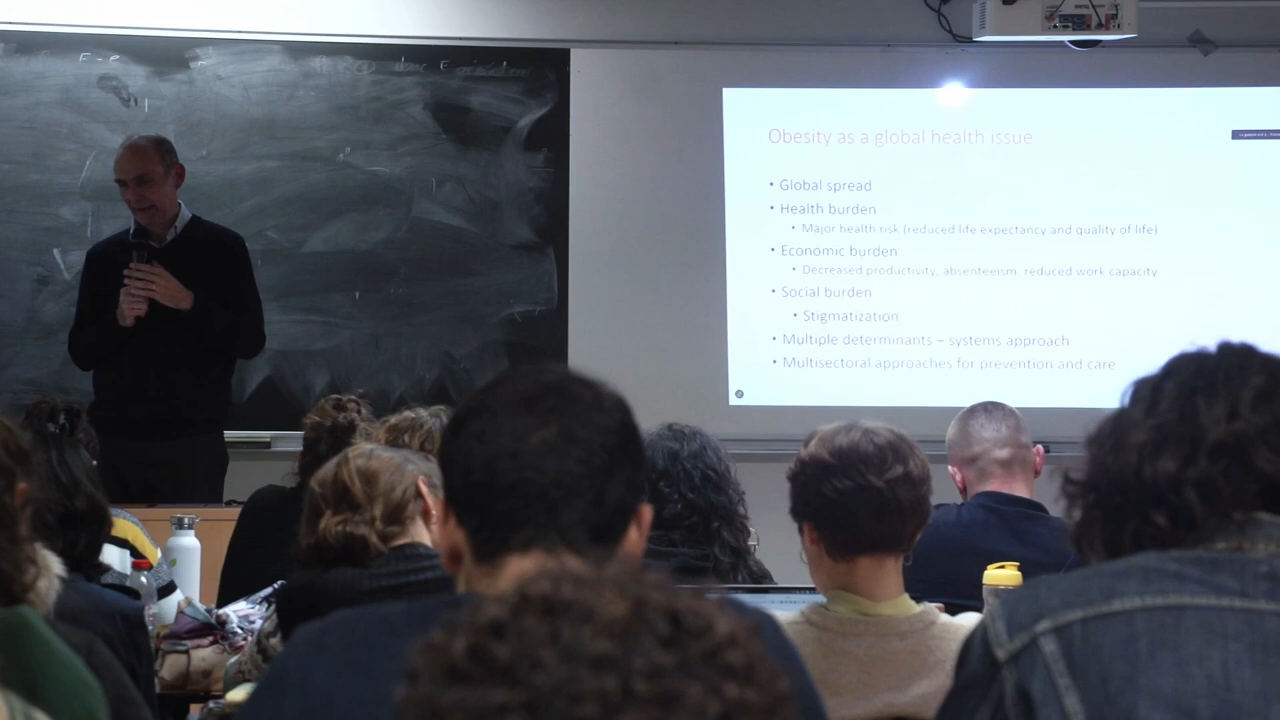 F-P
Obesity as a global health issue
• Global spread
• Health burden
• Major health risk (reduced life expectancy and quality of life)
• Economic burden
• Decreased productivity, absenteeism, reduced work capacity
• Social burden
• Stigmatization
• Multiple determinants – systems approach
• Multisectoral approaches for prevention and care